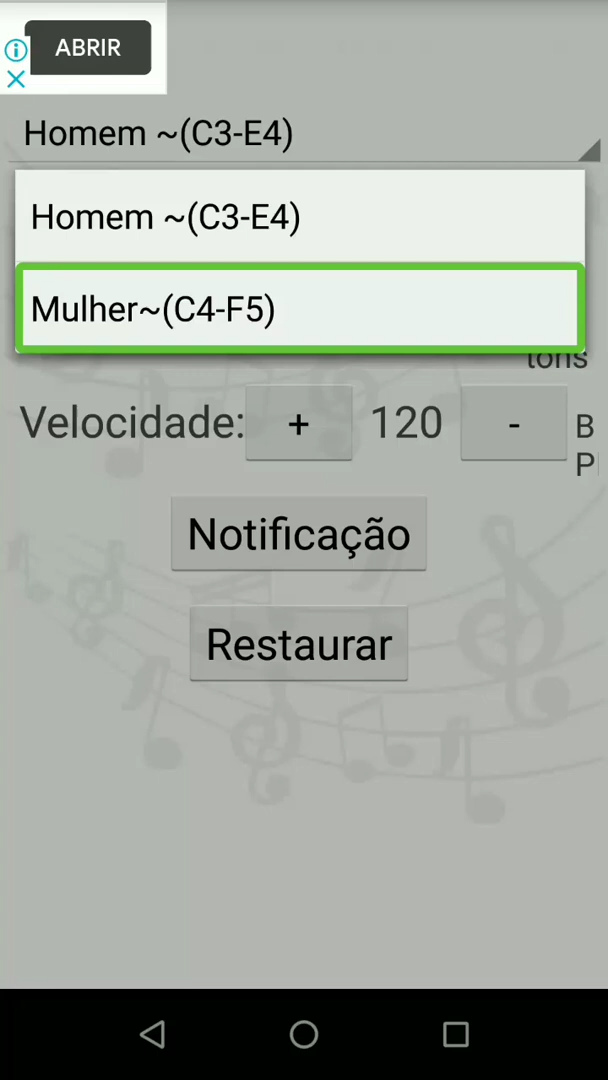 ABRIR
Homem ~(C3-E4)
Homem ~(C3-E4)
Mulher~(C4-F5)
tons
Velocidade: + 120 - B
P
Notificação
Restaurar